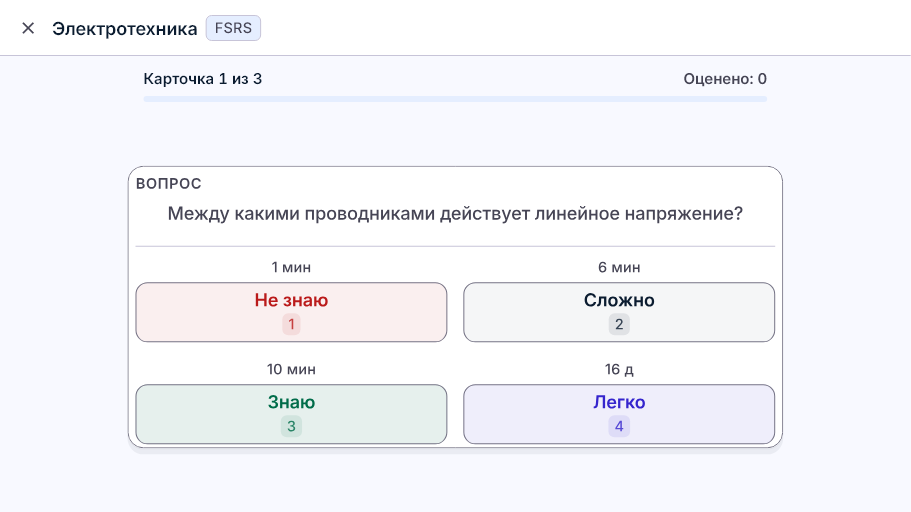 Электротехника FSRS
Карточка 1 из 3 Оценено: 0
ВОПРОС
Между какими проводниками действует линейное напряжение?
1 мин 6 мин
Не знаю Сложно
1 2
10 мин 16 д
Знаю Легко
3 4